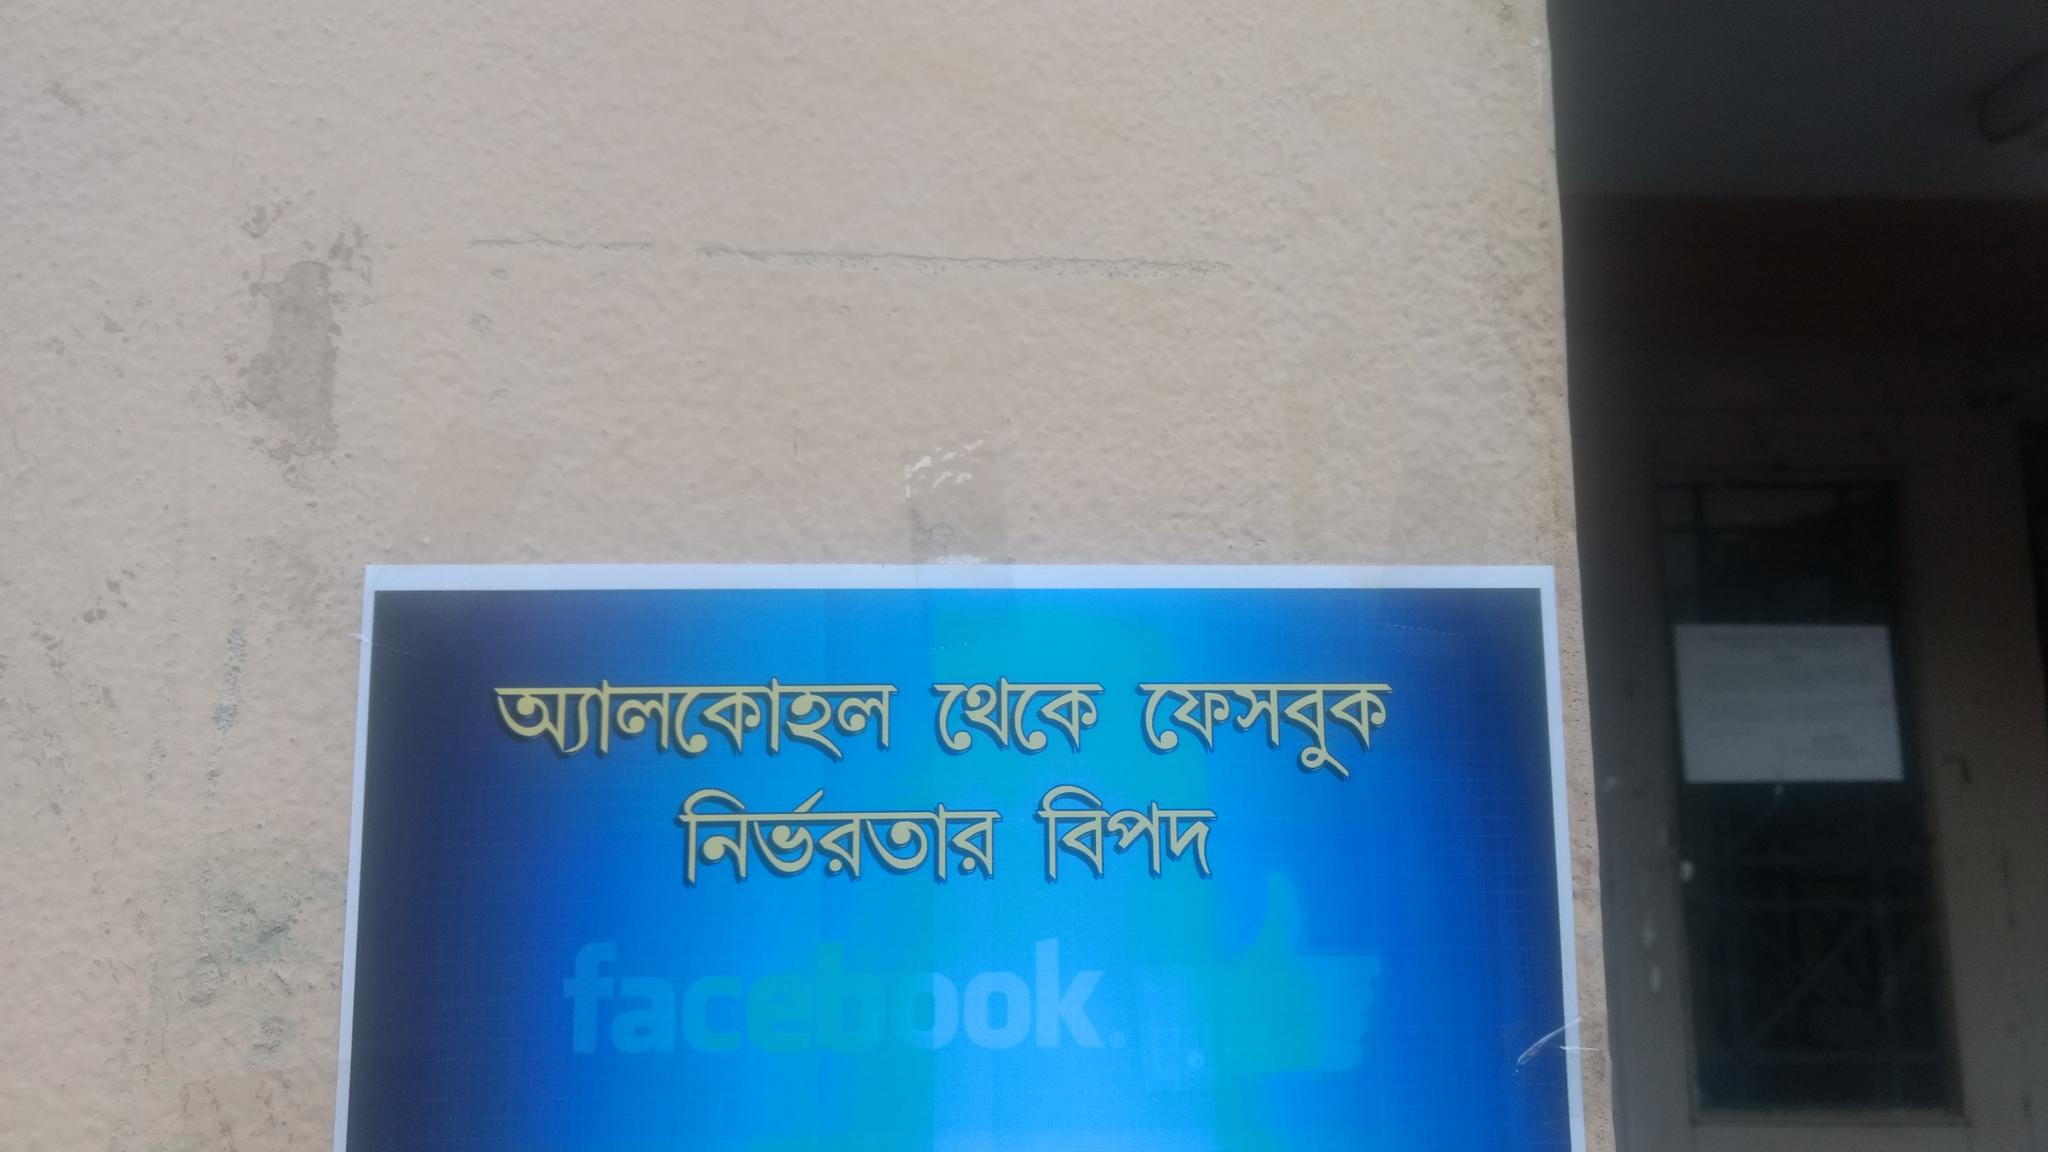 অ্যালকোহল থেকে ফেসবুক
নির্ভরতার বিপদ
facebook®